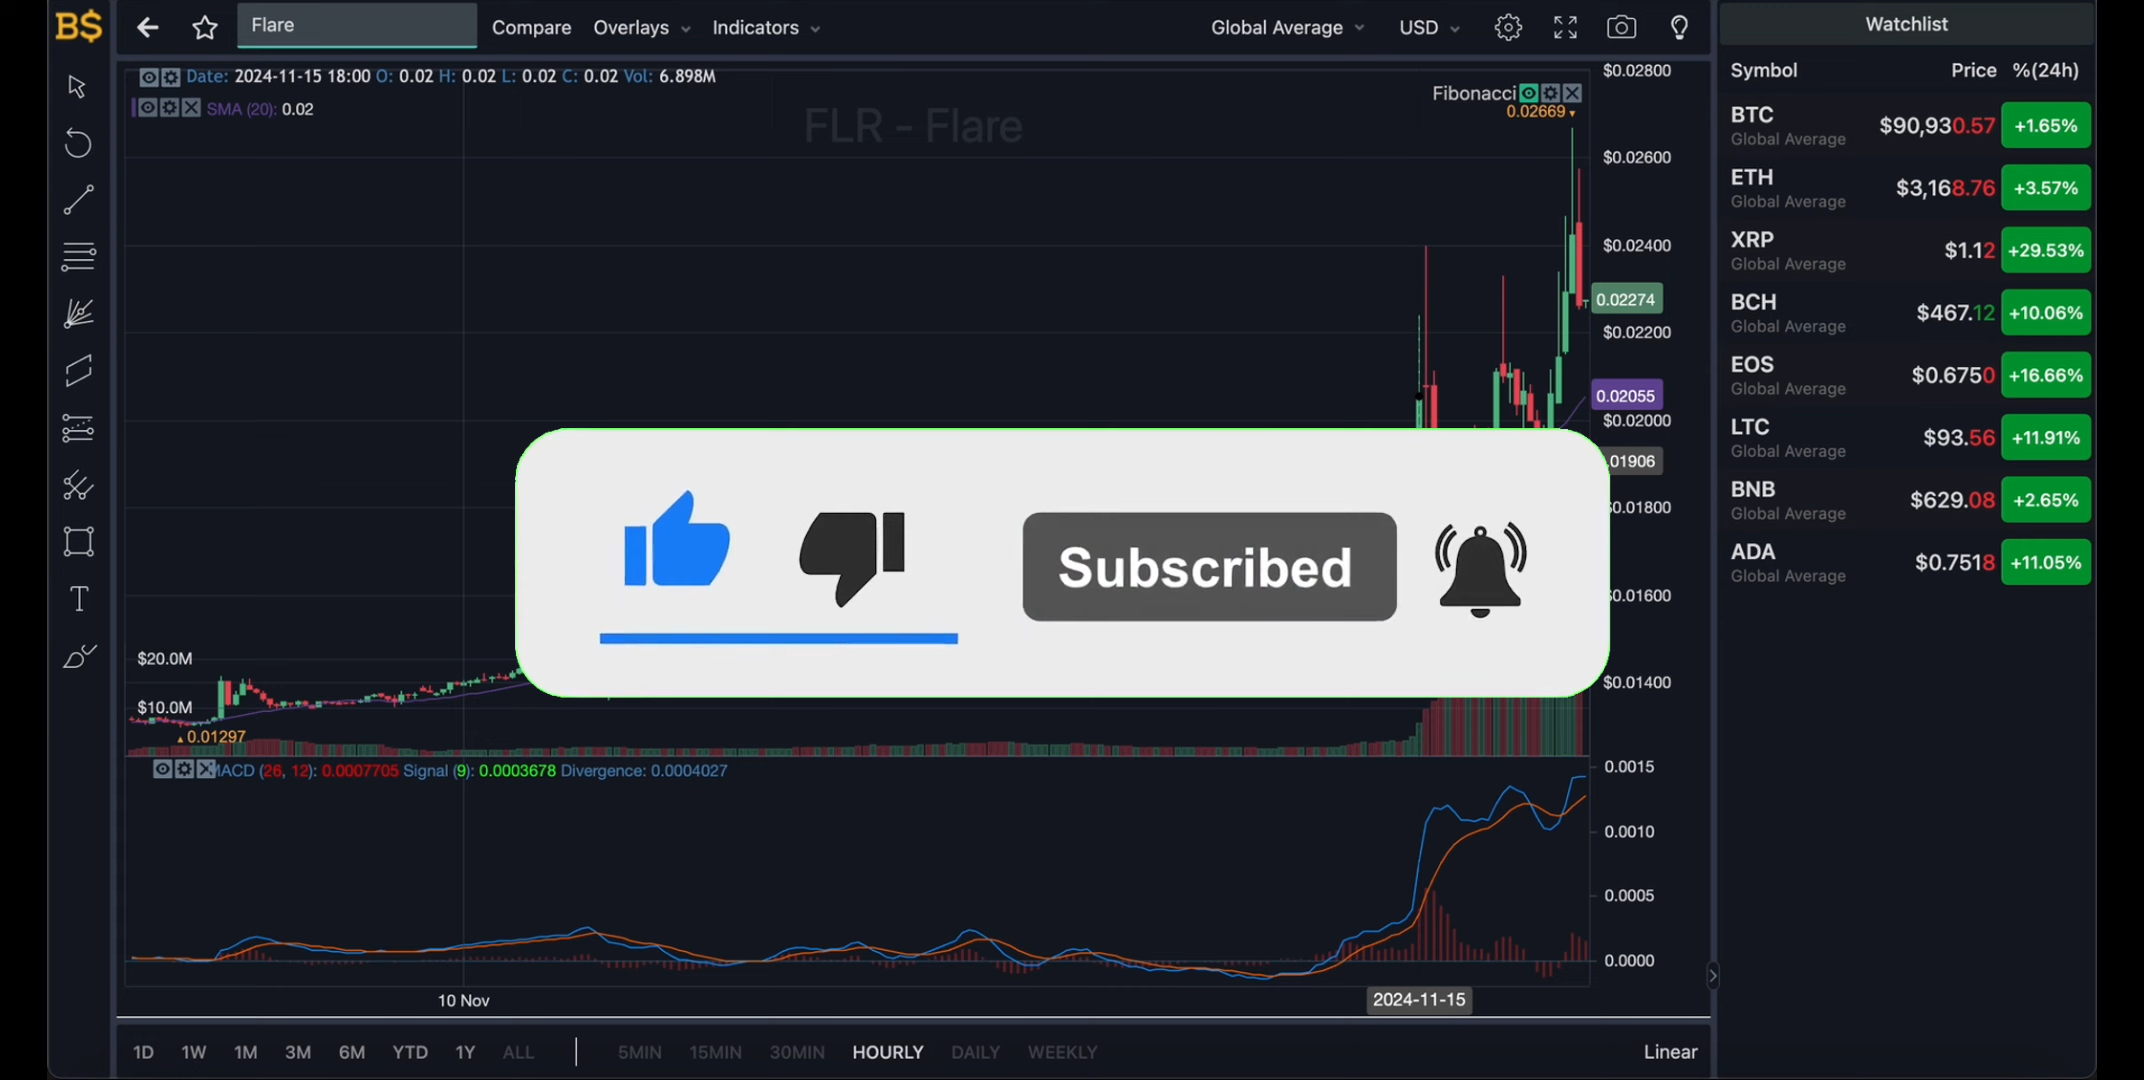 B$
Flare
Compare
Overlays
Indicators
Global Average
USD
Watchlist
Date: 2024-11-15 18:00 O: 0.02 H: 0.02 L: 0.02 C: 0.02 Vol: 6.898M
SMA (20): 0.02
FLR - Flare
Fibonacci
0.02669
$0.02800
$0.02600
$0.02400
0.02274
$0.02200
0.02055
$0.02000
01906
$0.01800
$0.01600
$0.01400
Symbol Price %(24h)
BTC $90,930.57 +1.65%
Global Average
ETH $3,168.76 +3.57%
Global Average
XRP $1.12 +29.53%
Global Average
BCH $467.12 +10.06%
Global Average
EOS $0.6750 +16.66%
Global Average
LTC $93.56 +11.91%
Global Average
BNB $629.08 +2.65%
Global Average
ADA $0.7518 +11.05%
Global Average
Subscribed
T
$20.0M
$10.0M
0.01297
MACD (26, 12): 0.0007705 Signal (9): 0.0003678 Divergence: 0.0004027
0.0015
0.0010
0.0005
0.0000
10 Nov
2024-11-15
1D 1W 1M 3M 6M YTD 1Y ALL 5MIN 15MIN 30MIN HOURLY DAILY WEEKLY Linear